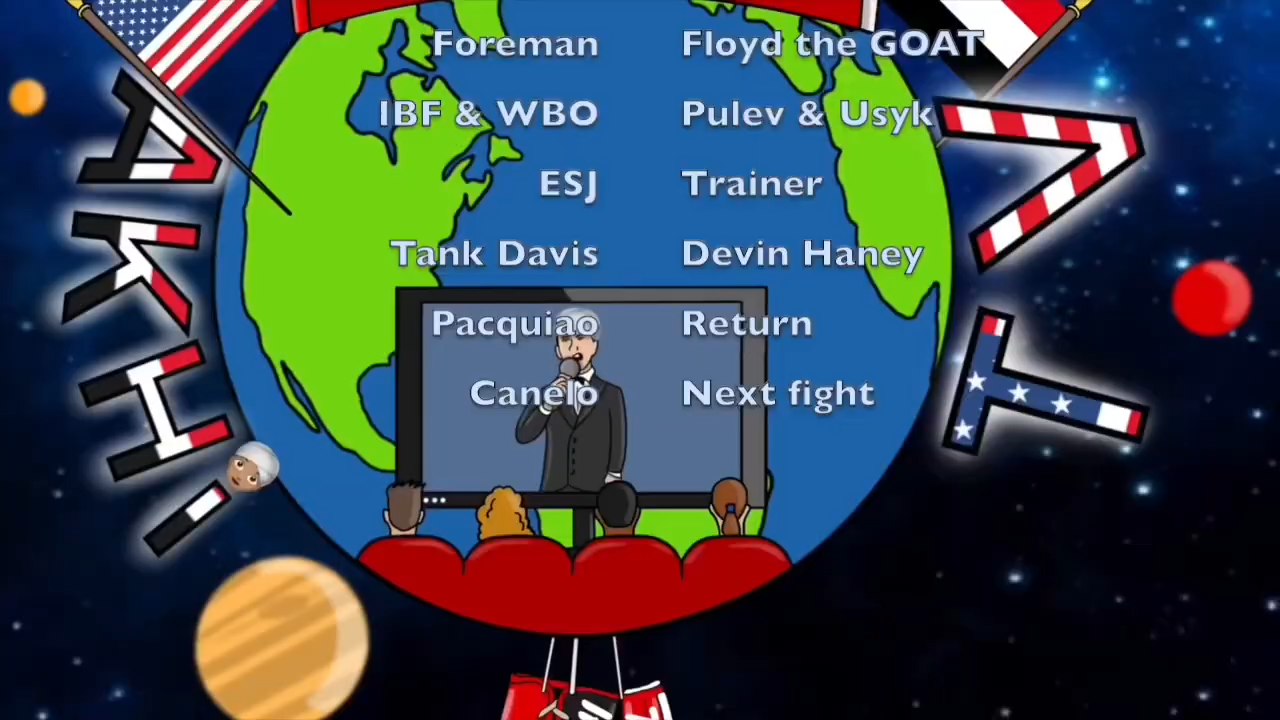 Foreman Floyd the GOAT
IBF & WBO Pulev & Usyk
ESJ Trainer
Tank Davis Devin Haney
Pacquiao Return
Canelo Next fight
AKHI